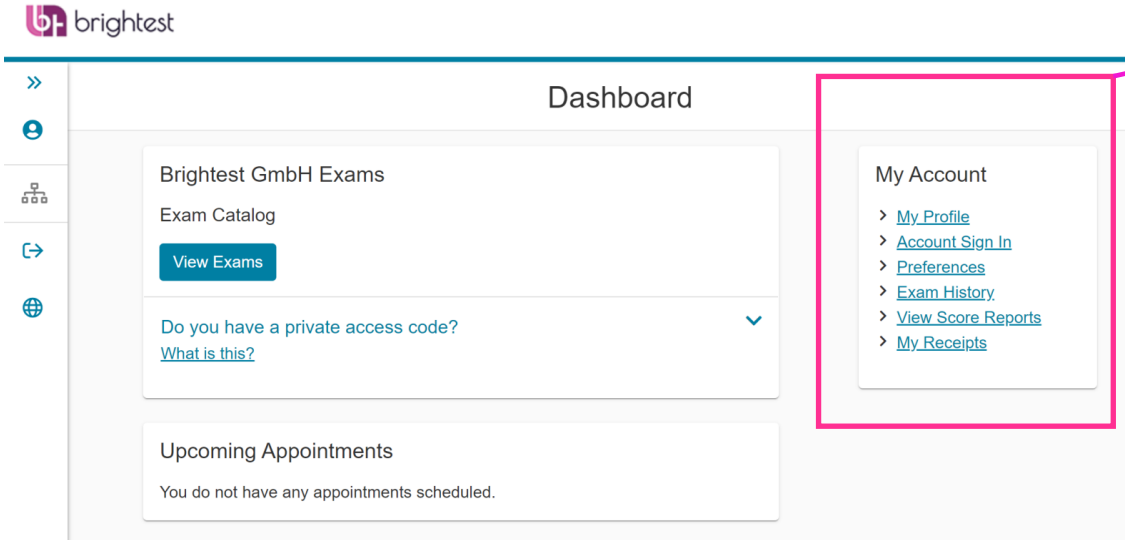 brightest
Dashboard
Brightest GmbH Exams
Exam Catalog
View Exams
Do you have a private access code?
What is this?
Upcoming Appointments
You do not have any appointments scheduled.
My Account
My Profile
Account Sign In
Preferences
Exam History
View Score Reports
My Receipts